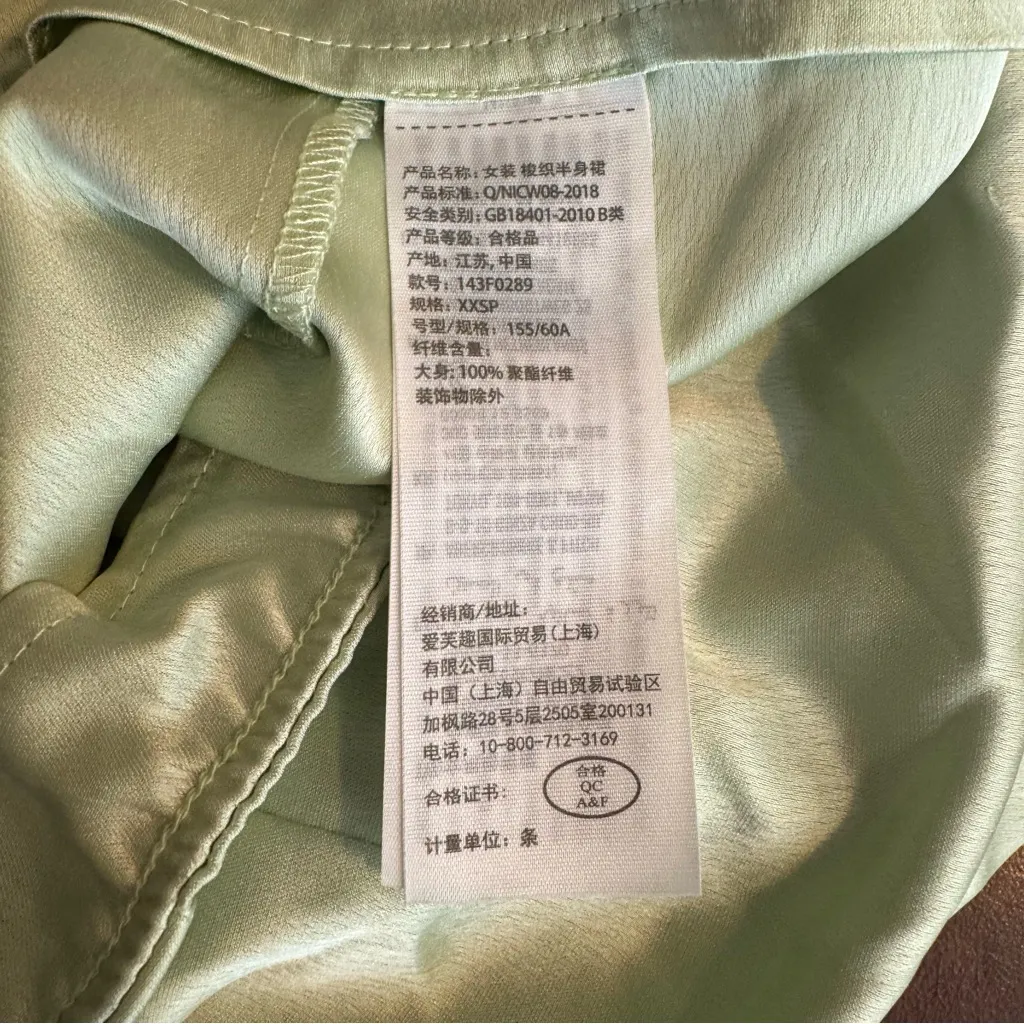 产品名称: 女装 梭织半身裙
产品标准: Q/NICW08-2018
安全类别: GB18401-2010 B类
产品等级: 合格品
产地: 江苏, 中国
款号: 143F0289
规格: XXSP
号型/规格: 155/60A
纤维含量:
大身: 100% 聚酯纤维
装饰物除外
经销商/地址:
爱芙趣国际贸易(上海)
有限公司
中国（上海）自由贸易试验区
加枫路28号5层2505室200131
电话: 10-800-712-3169
合格
QC
A&F
合格证书:
计量单位: 条